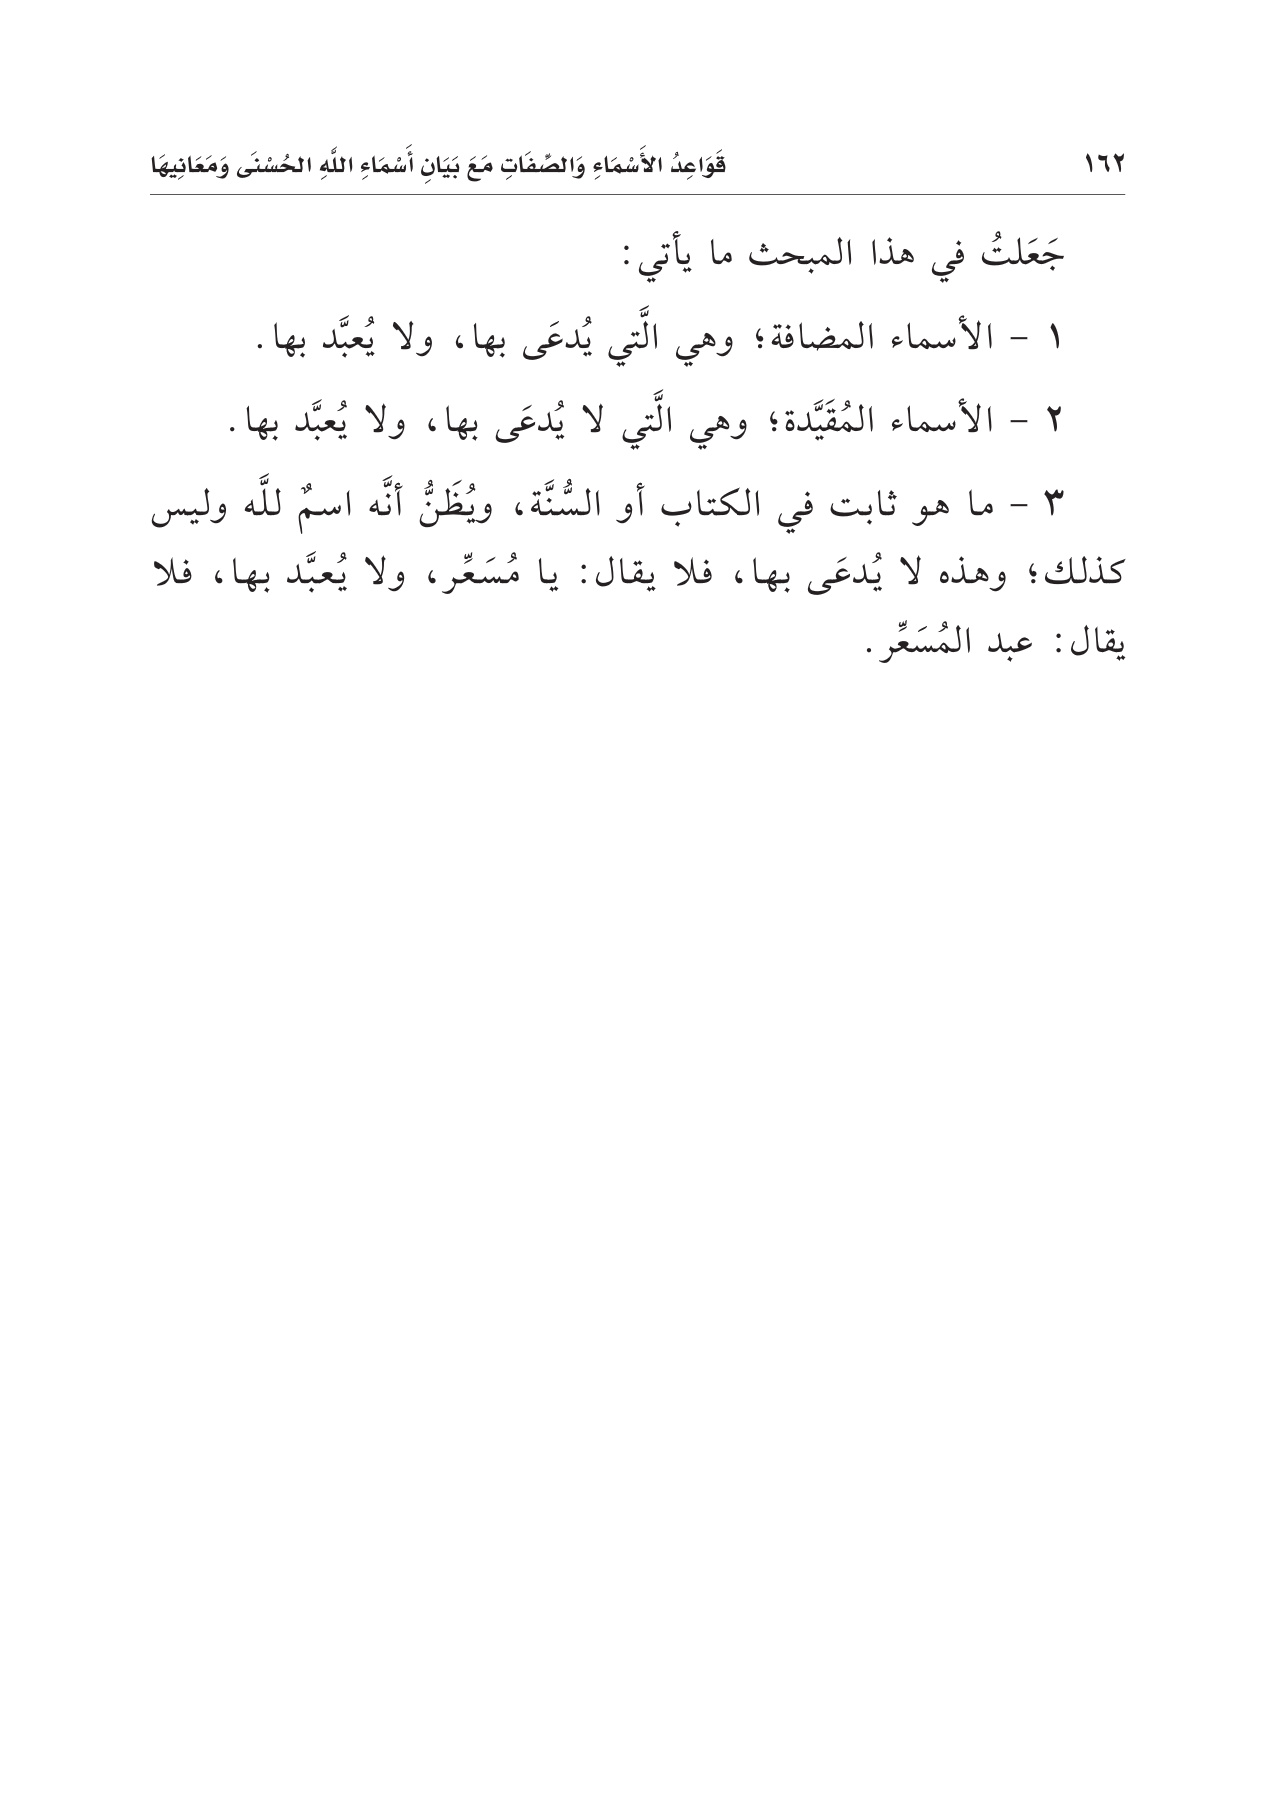 ١٦٢ قَوَاعِدُ الأَسْمَاءِ وَالصِّفَاتِ مَعَ بَيَانِ أَسْمَاءِ اللَّهِ الحُسْنَى وَمَعَانِيهَا
جَعَلتُ في هذا المبحث ما يأتي:
١ – الأسماء المضافة؛ وهي الَّتي يُدعَى بها، ولا يُعبَّد بها.
٢ – الأسماء المُقَيَّدة؛ وهي الَّتي لا يُدعَى بها، ولا يُعبَّد بها.
٣ – ما هو ثابت في الكتاب أو السُّنَّة، ويُظَنُّ أنَّه اسمٌ للَّه وليس
كذلك؛ وهذه لا يُدعَى بها، فلا يقال: يا مُسَعِّر، ولا يُعبَّد بها، فلا
يقال: عبد المُسَعِّر.